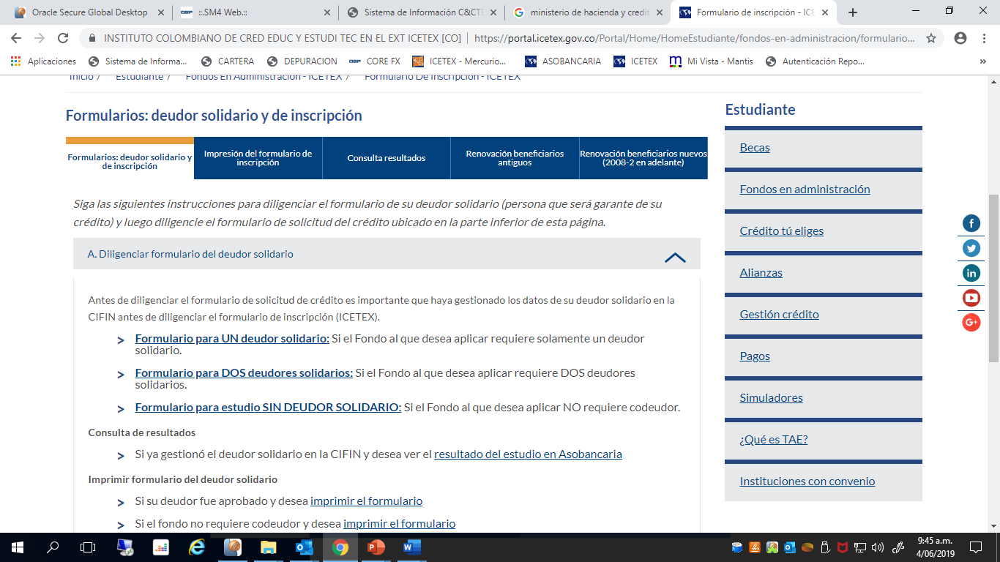 Oracle Secure Global Desktop
::.SM4 Web.::
Sistema de Información C&CTE
ministerio de hacienda y credit
Formulario de inscripción - ICE
INSTITUTO COLOMBIANO DE CRED EDUC Y ESTUDI TEC EN EL EXT ICETEX [CO] | https://portal.icetex.gov.co/Portal/Home/HomeEstudiante/fondos-en-administracion/formulario...
Aplicaciones
Sistema de Informa...
CARTERA
DEPURACION
CORE FX
ICETEX - Mercurio...
ASOBANCARIA
ICETEX
Mi Vista - Mantis
Autenticación Repo...
»
Inicio / Estudiante / Fondos En Administracion - ICETEX / Formulario De Inscripción - ICETEX
Formularios: deudor solidario y de inscripción
Formularios: deudor solidario y
de inscripción
Impresión del formulario de
inscripción
Consulta resultados
Renovación beneficiarios
antiguos
Renovación beneficiarios nuevos
(2008-2 en adelante)
Siga las siguientes instrucciones para diligenciar el formulario de su deudor solidario (persona que será garante de su
crédito) y luego diligencie el formulario de solicitud del crédito ubicado en la parte inferior de esta página.
A. Diligenciar formulario del deudor solidario
Antes de diligenciar el formulario de solicitud de crédito es importante que haya gestionado los datos de su deudor solidario en la
CIFIN antes de diligenciar el formulario de inscripción (ICETEX).
> Formulario para UN deudor solidario: Si el Fondo al que desea aplicar requiere solamente un deudor
solidario.
> Formulario para DOS deudores solidarios: Si el Fondo al que desea aplicar requiere DOS deudores
solidarios.
> Formulario para estudio SIN DEUDOR SOLIDARIO: Si el Fondo al que desea aplicar NO requiere codeudor.
Consulta de resultados
> Si ya gestionó el deudor solidario en la CIFIN y desea ver el resultado del estudio en Asobancaria
Imprimir formulario del deudor solidario
> Si su deudor fue aprobado y desea imprimir el formulario
> Si el fondo no requiere codeudor y desea imprimir el formulario
Estudiante
Becas
Fondos en administración
Crédito tú eliges
Alianzas
Gestión crédito
Pagos
Simuladores
¿Qué es TAE?
Instituciones con convenio
9:45 a.m.
4/06/2019